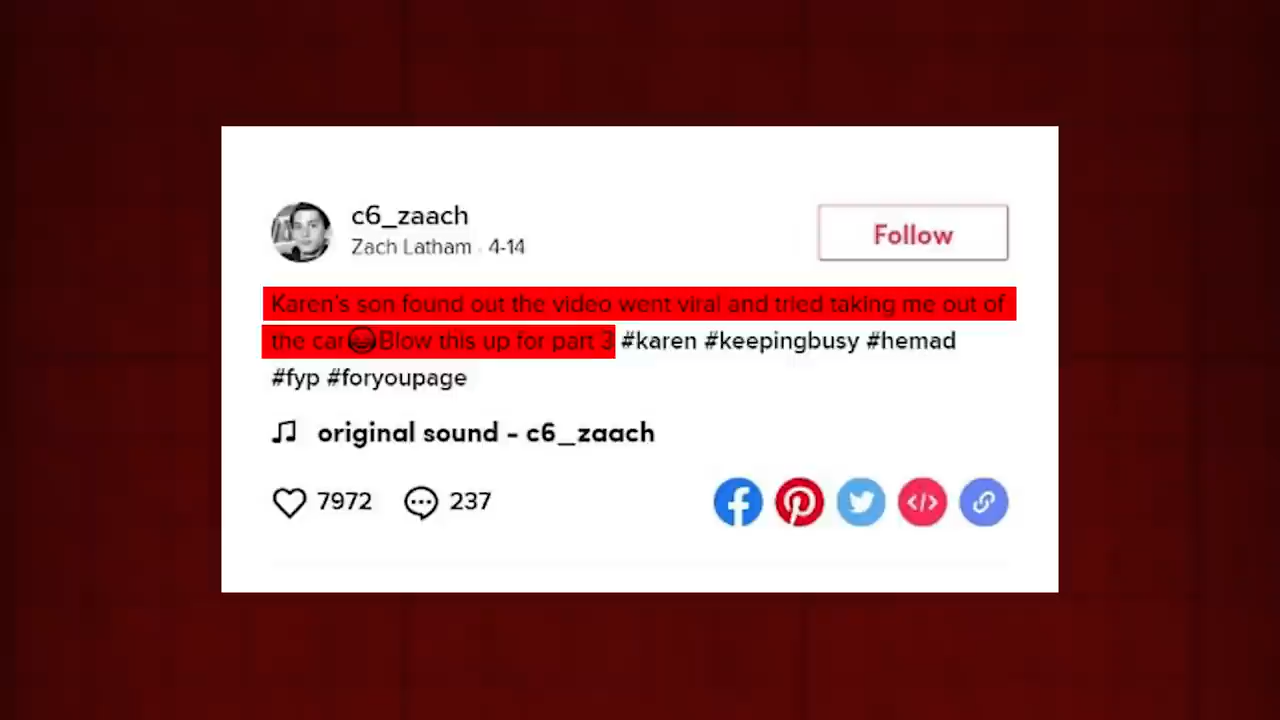 c6_zaach
Zach Latham · 4-14
Follow
Karen's son found out the video went viral and tried taking me out of
the car😀Blow this up for part 3 #karen #keepingbusy #hemad
#fyp #foryoupage
original sound - c6_zaach
7972
237